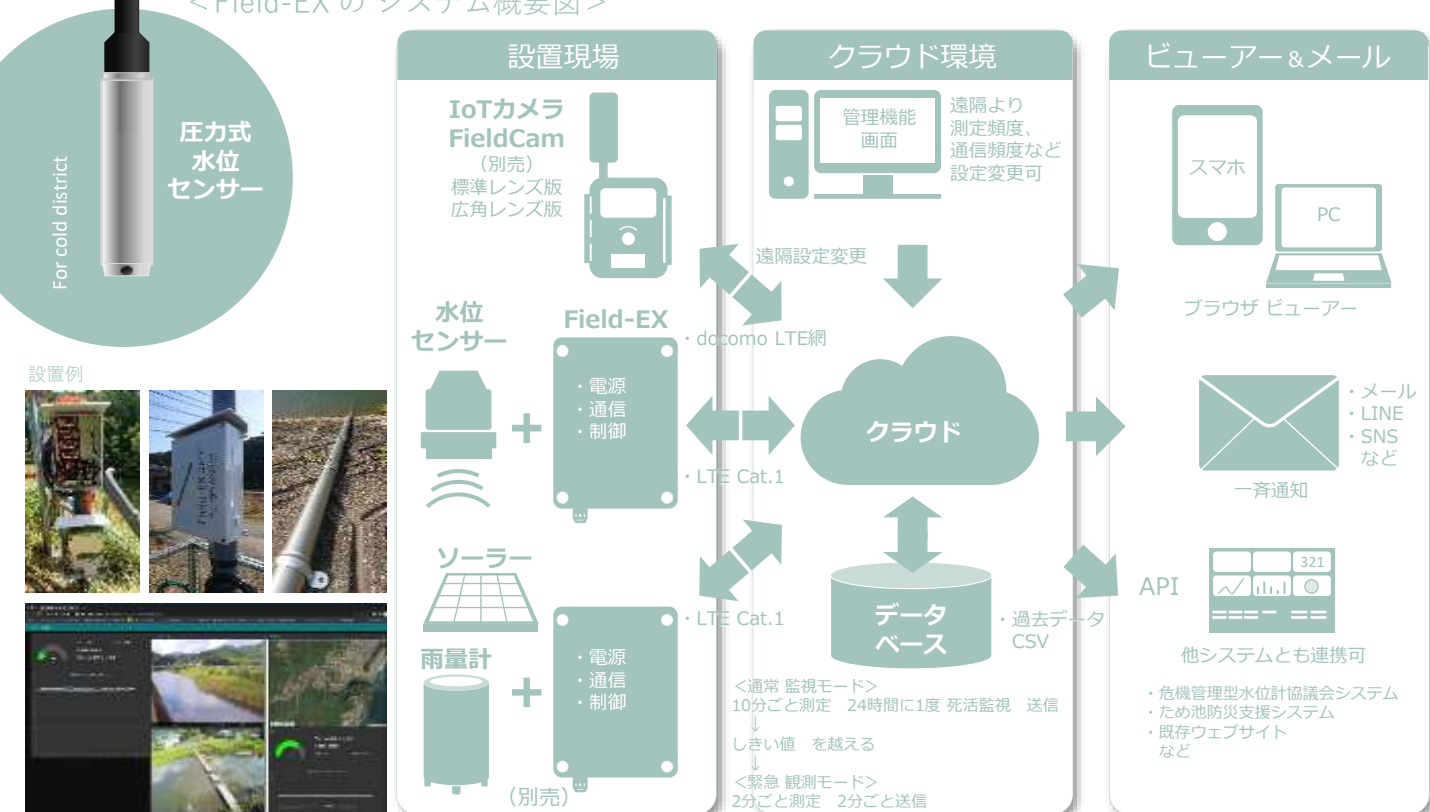 ＜Field-EX の システム概要図＞
圧力式
水位
センサー
For cold district
設置例
設置現場
IoTカメラ
FieldCam
（別売）
標準レンズ版
広角レンズ版
水位
センサー
Field-EX
・電源
・通信
・制御
・docomo LTE網
・LTE Cat.1
ソーラー
雨量計
・電源
・通信
・制御
（別売）
・LTE Cat.1
クラウド環境
管理機能
画面
遠隔より
測定頻度、
通信頻度など
設定変更可
遠隔設定変更
クラウド
データ
ベース
・過去データ
CSV
＜通常 監視モード＞
10分ごと測定　24時間に1度 死活監視　送信
↓
しきい値　を越える
↓
＜緊急 観測モード＞
2分ごと測定　2分ごと送信
ビューアー＆メール
スマホ
PC
ブラウザ ビューアー
・メール
・LINE
・SNS
など
一斉通知
API
321
他システムとも連携可
・危機管理型水位計協議会システム
・ため池防災支援システム
・既存ウェブサイト
など